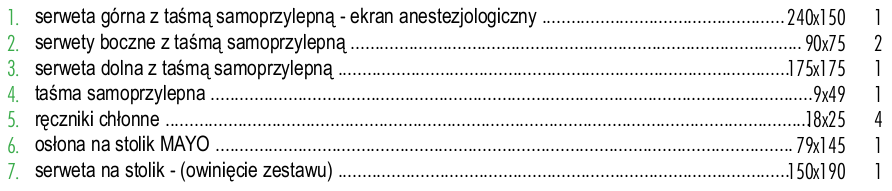 1. serweta górna z taśmą samoprzylepną - ekran anestezjologiczny ................................................. 240x150 1
2. serwety boczne z taśmą samoprzylepną ........................................................................................... 90x75 2
3. serweta dolna z taśmą samoprzylepną ...........................................................................................175x175 1
4. taśma samoprzylepna .........................................................................................................................9x49 1
5. ręczniki chłonne .................................................................................................................................18x25 4
6. osłona na stolik MAYO ..................................................................................................................... 79x145 1
7. serweta na stolik - (owinięcie zestawu) ...........................................................................................150x190 1